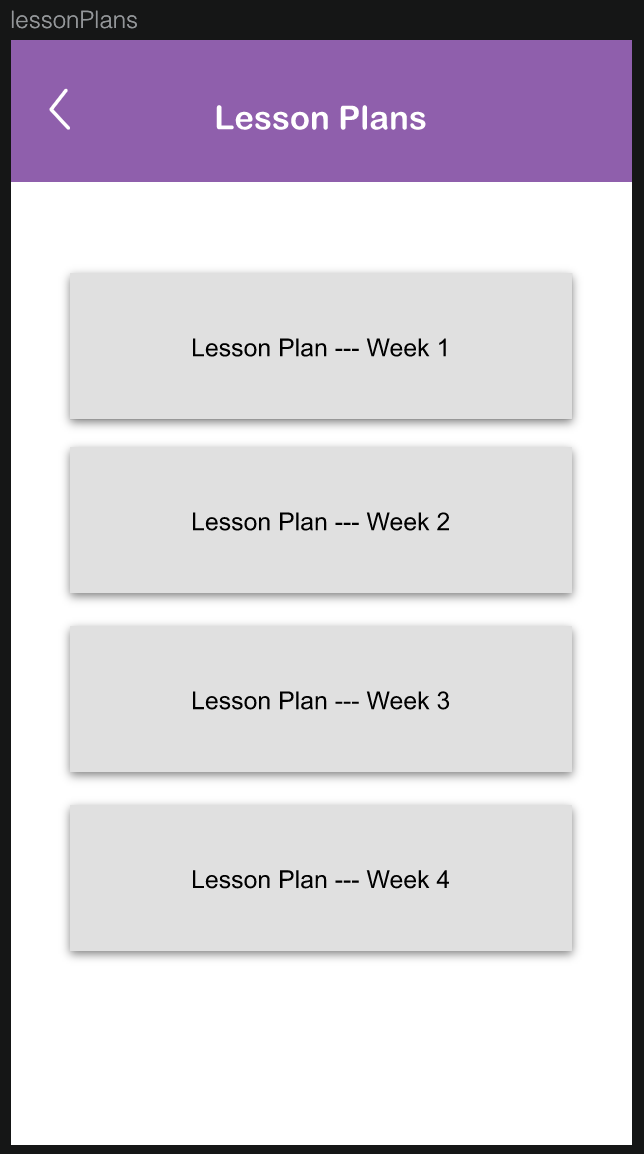 lessonPlans
Lesson Plans
Lesson Plan --- Week 1
Lesson Plan --- Week 2
Lesson Plan --- Week 3
Lesson Plan --- Week 4